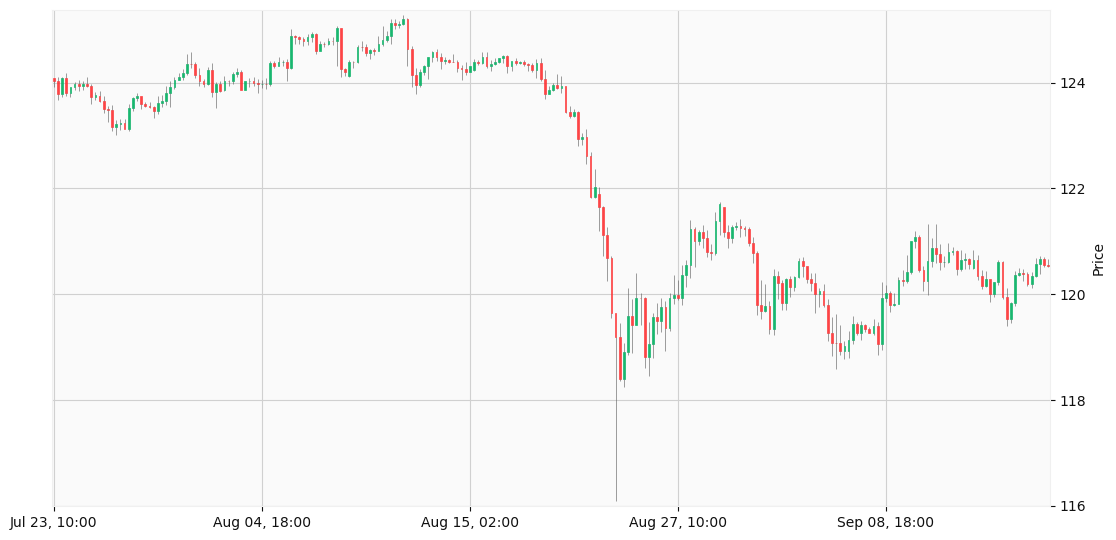 124
122
Price
120
118
116
Jul 23, 10:00
Aug 04, 18:00
Aug 15, 02:00
Aug 27, 10:00
Sep 08, 18:00